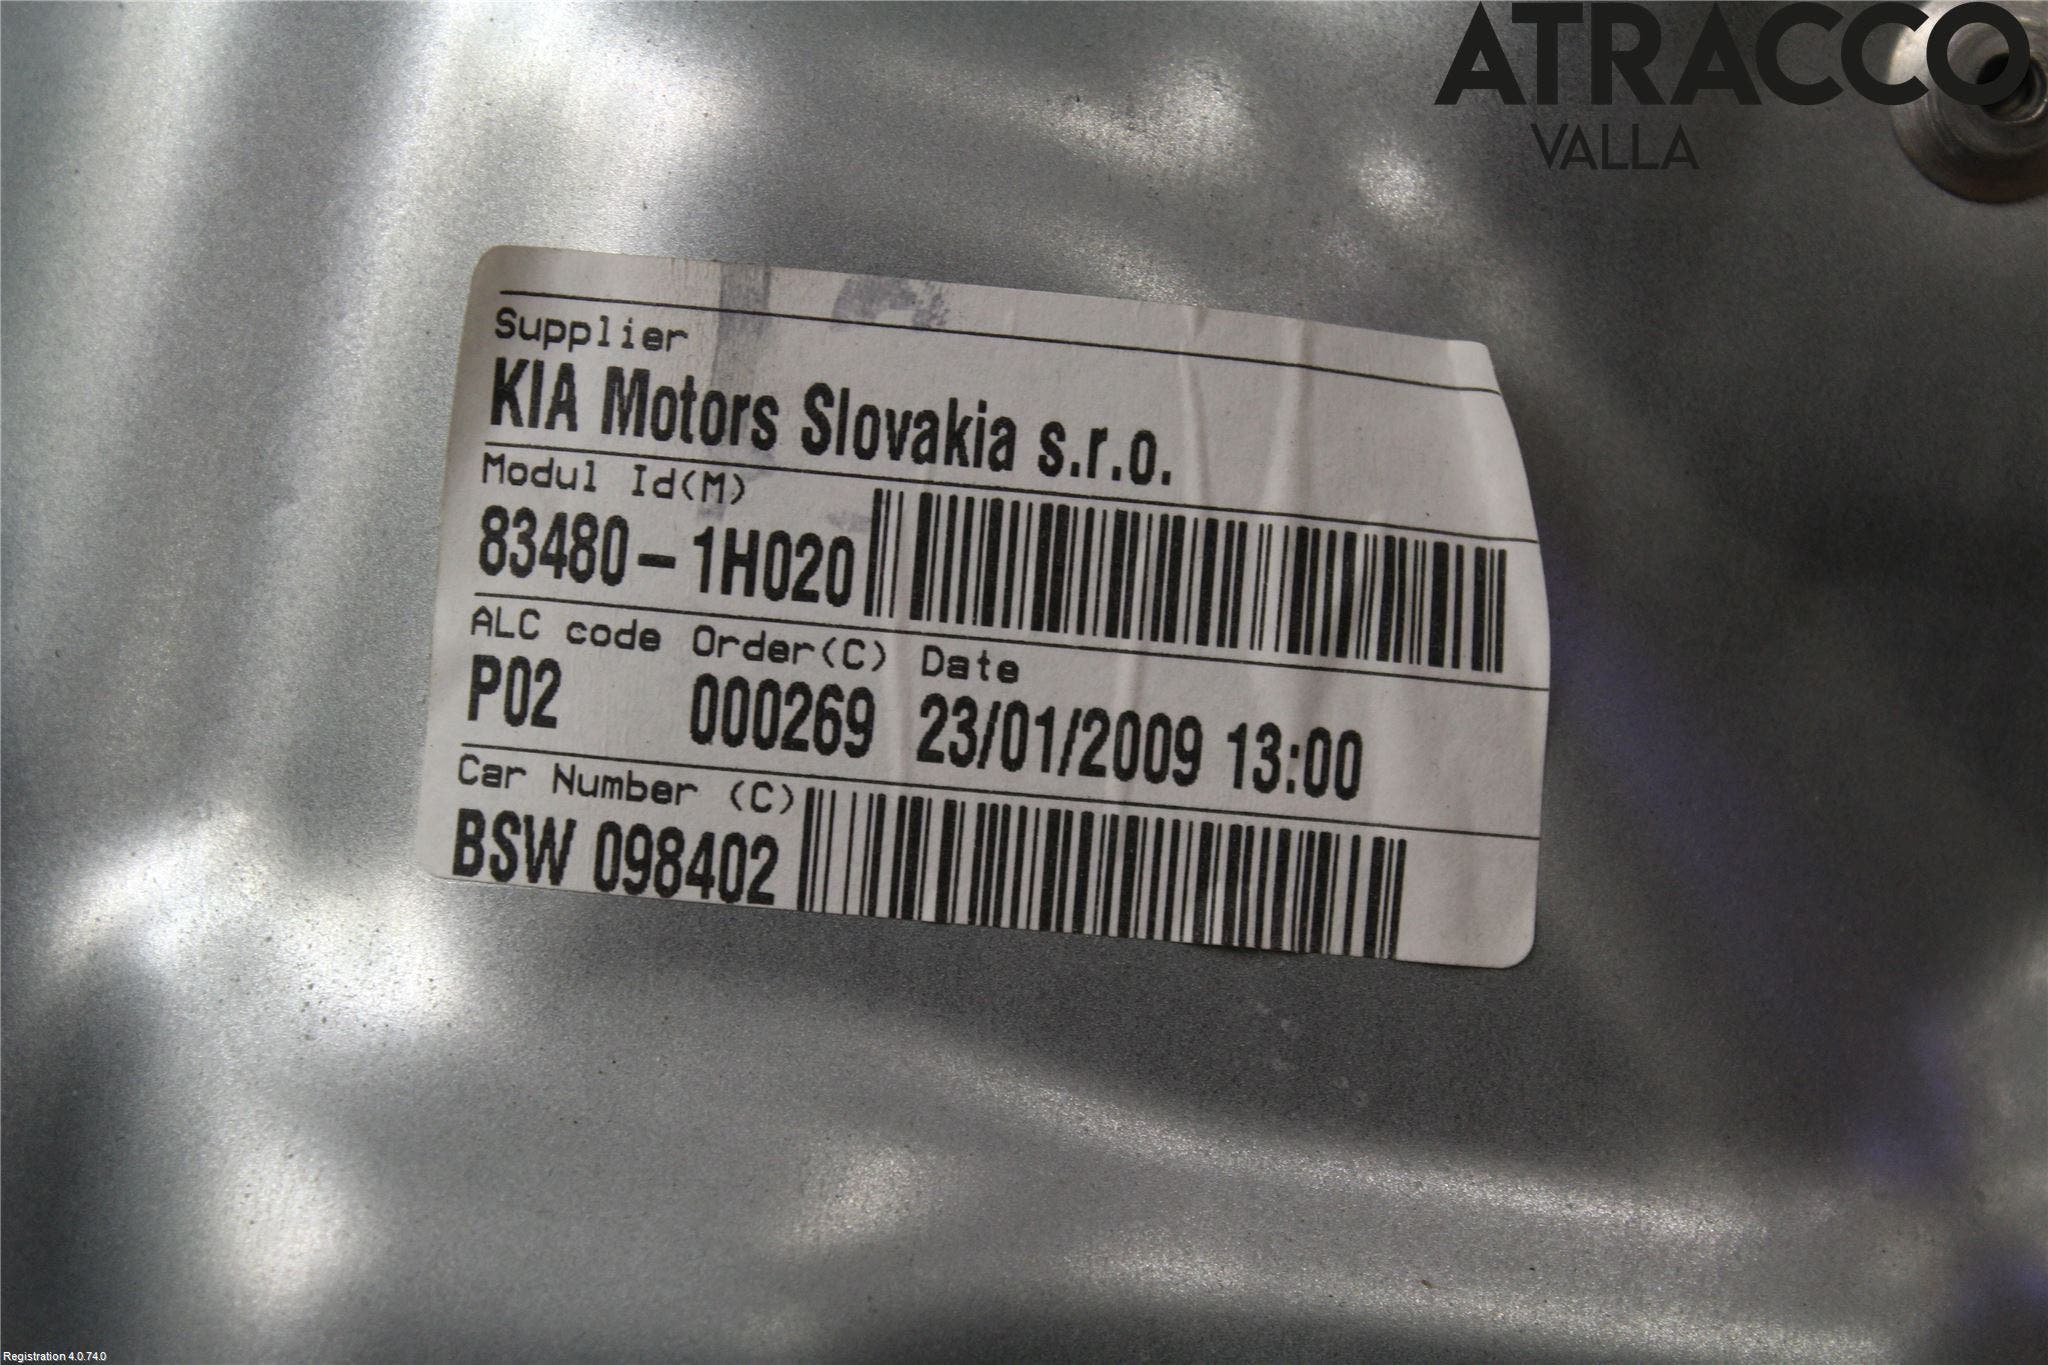 ATRACCO
VALLA
Supplier
KIA Motors Slovakia s.r.o.
Modul Id(M)
83480-1H020
ALC code Order(C) Date
P02 000269 23/01/2009 13:00
Car Number (C)
BSW 098402
Registration 4.0.74.0